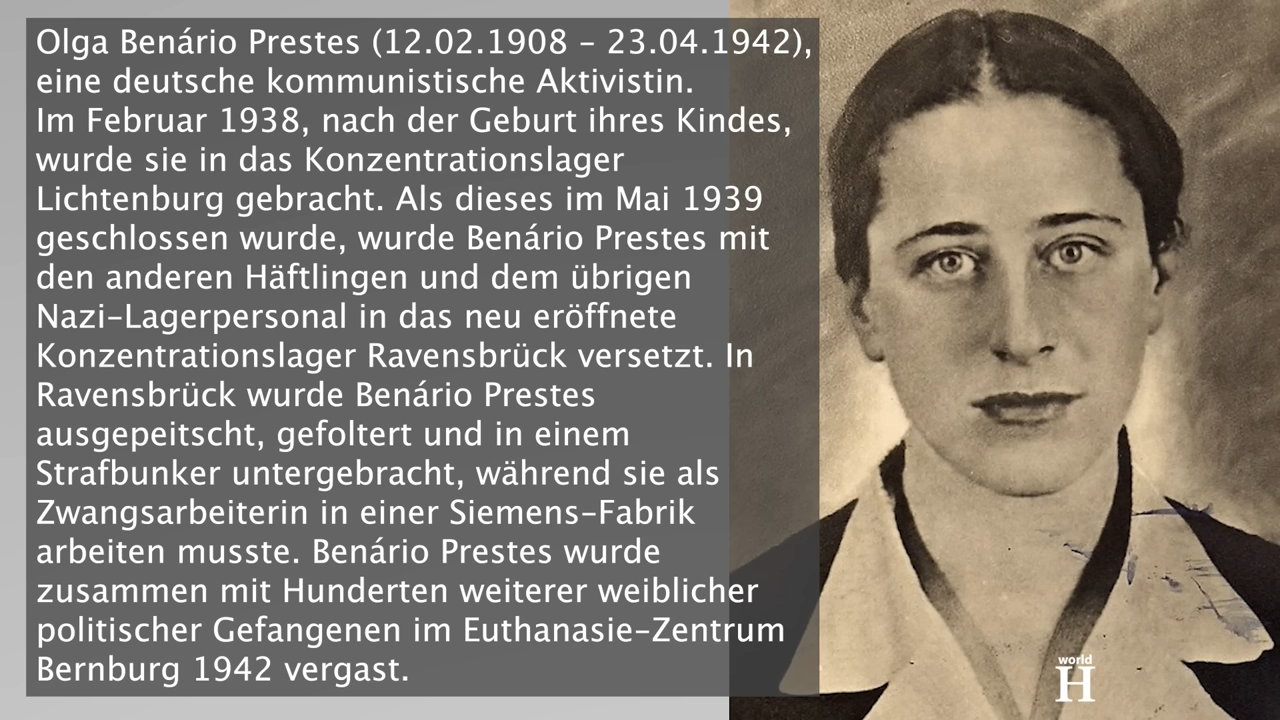 Olga Benário Prestes (12.02.1908 – 23.04.1942),
eine deutsche kommunistische Aktivistin.
Im Februar 1938, nach der Geburt ihres Kindes,
wurde sie in das Konzentrationslager
Lichtenburg gebracht. Als dieses im Mai 1939
geschlossen wurde, wurde Benário Prestes mit
den anderen Häftlingen und dem übrigen
Nazi-Lagerpersonal in das neu eröffnete
Konzentrationslager Ravensbrück versetzt. In
Ravensbrück wurde Benário Prestes
ausgepeitscht, gefoltert und in einem
Strafbunker untergebracht, während sie als
Zwangsarbeiterin in einer Siemens-Fabrik
arbeiten musste. Benário Prestes wurde
zusammen mit Hunderten weiterer weiblicher
politischer Gefangenen im Euthanasie-Zentrum
Bernburg 1942 vergast.
world
H